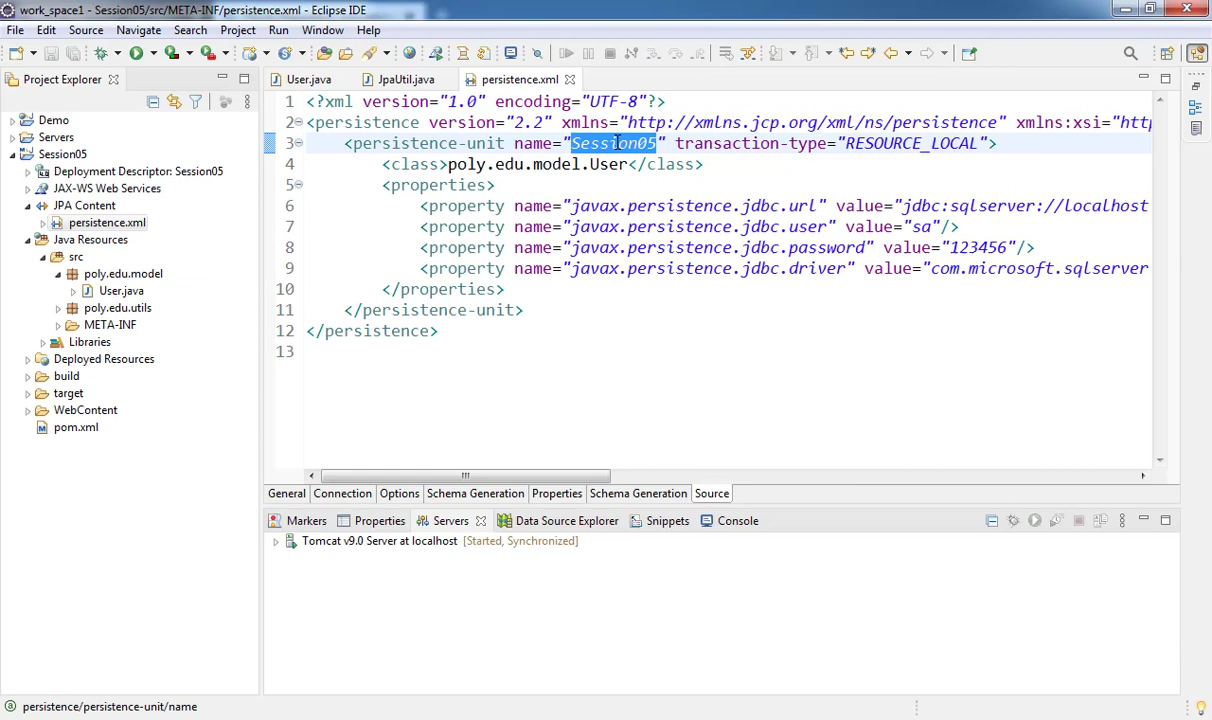 work_space1 - Session05/src/META-INF/persistence.xml - Eclipse IDE
File Edit Source Navigate Search Project Run Window Help
Project Explorer
Demo
Servers
Session05
Deployment Descriptor: Session05
JAX-WS Web Services
JPA Content
persistence.xml
Java Resources
src
poly.edu.model
User.java
poly.edu.utils
META-INF
Libraries
Deployed Resources
build
target
WebContent
pom.xml
User.java JpaUtil.java persistence.xml
1 <?xml version="1.0" encoding="UTF-8"?>
2 <persistence version="2.2" xmlns="http://xmlns.jcp.org/xml/ns/persistence" xmlns:xsi="http
3 <persistence-unit name="Session05" transaction-type="RESOURCE_LOCAL">
4 <class>poly.edu.model.User</class>
5 <properties>
6 <property name="javax.persistence.jdbc.url" value="jdbc:sqlserver://localhost
7 <property name="javax.persistence.jdbc.user" value="sa"/>
8 <property name="javax.persistence.jdbc.password" value="123456"/>
9 <property name="javax.persistence.jdbc.driver" value="com.microsoft.sqlserver
10 </properties>
11 </persistence-unit>
12 </persistence>
13
General Connection Options Schema Generation Properties Schema Generation Source
Markers Properties Servers Data Source Explorer Snippets Console
Tomcat v9.0 Server at localhost [Started, Synchronized]
persistence/persistence-unit/name